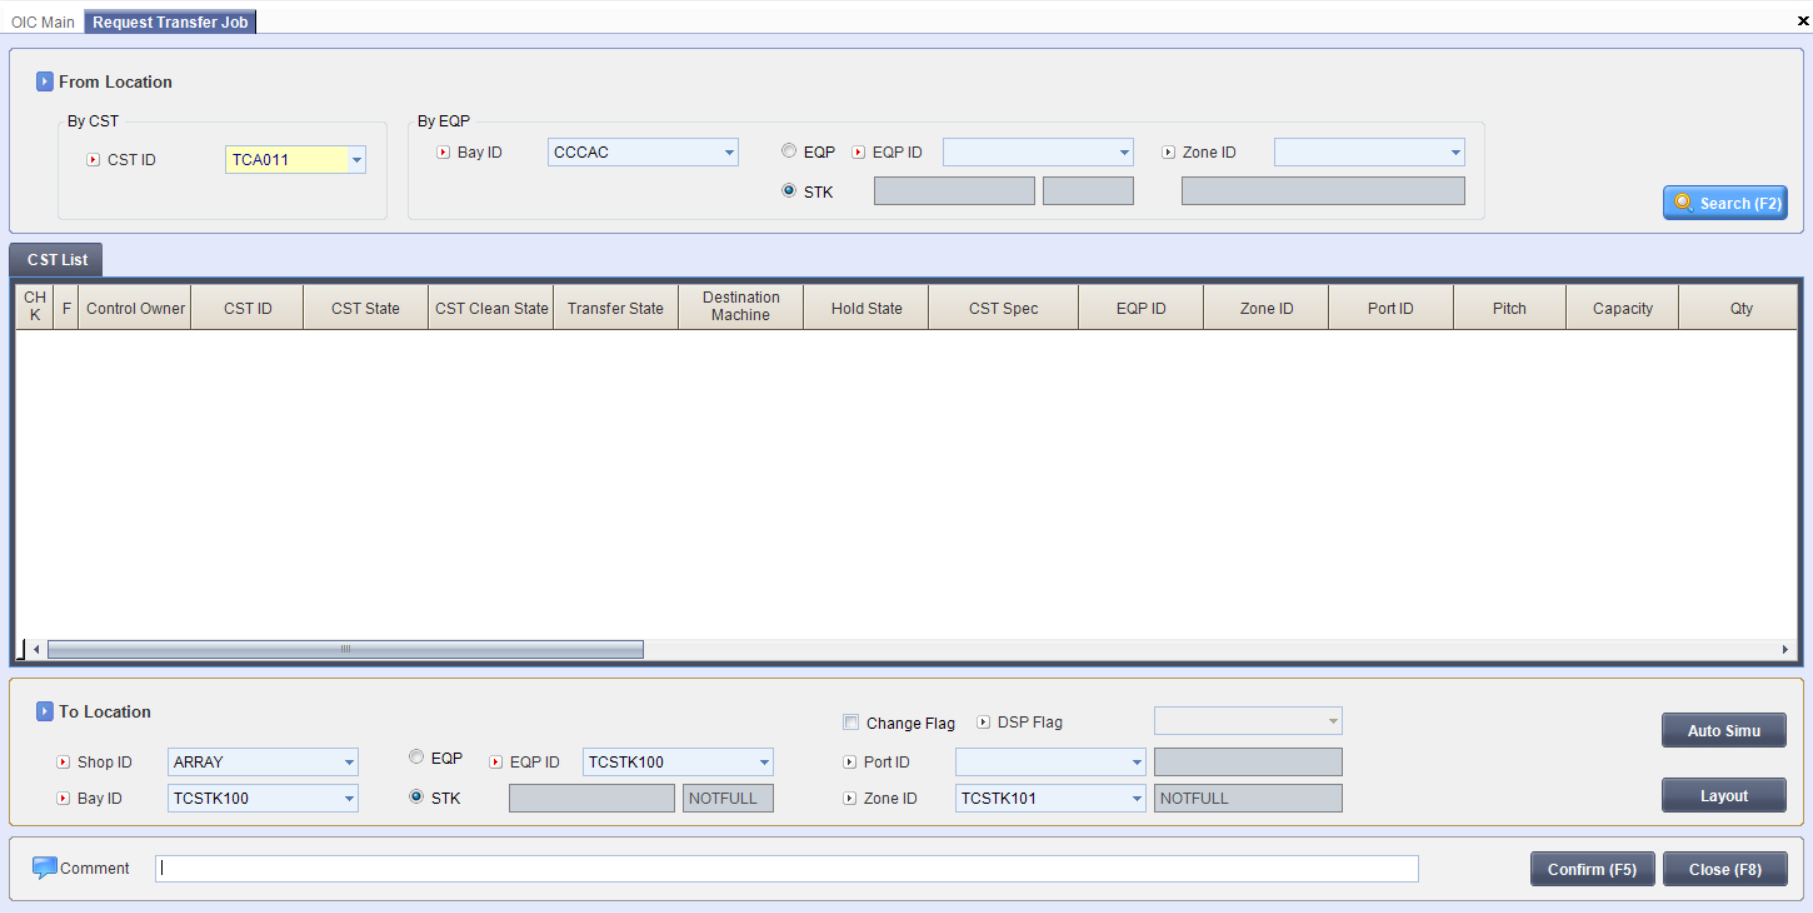 OIC Main Request Transfer Job
From Location
By CST
CST ID TCA011
By EQP
Bay ID CCCAC EQP EQP ID Zone ID
STK
Search (F2)
CST List
CHK F Control Owner CST ID CST State CST Clean State Transfer State Destination Machine Hold State CST Spec EQP ID Zone ID Port ID Pitch Capacity Qty
To Location
Change Flag DSP Flag
Auto Simu
Shop ID ARRAY EQP EQP ID TCSTK100 Port ID
Bay ID TCSTK100 STK NOTFULL Zone ID TCSTK101 NOTFULL
Layout
Comment
Confirm (F5) Close (F8)